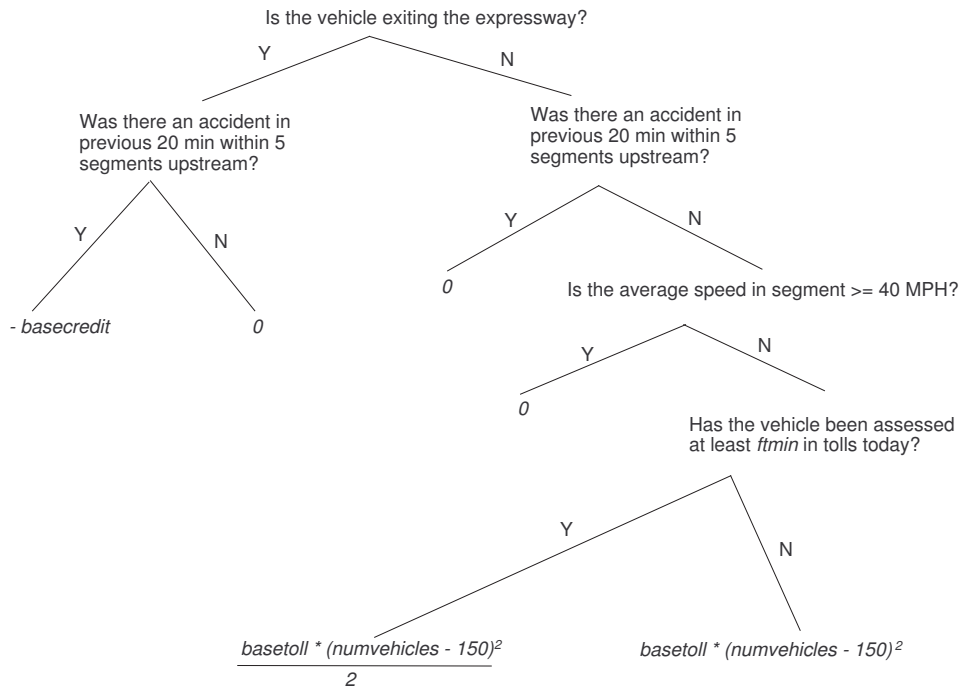 Is the vehicle exiting the expressway?
Y
N
Was there an accident in
previous 20 min within 5
segments upstream?
Was there an accident in
previous 20 min within 5
segments upstream?
Y
N
Y
N
- basecredit
0
0
Is the average speed in segment >= 40 MPH?
Y
N
0
Has the vehicle been assessed
at least ftmin in tolls today?
Y
N
basetoll * (numvehicles - 150)²
2
basetoll * (numvehicles - 150)²